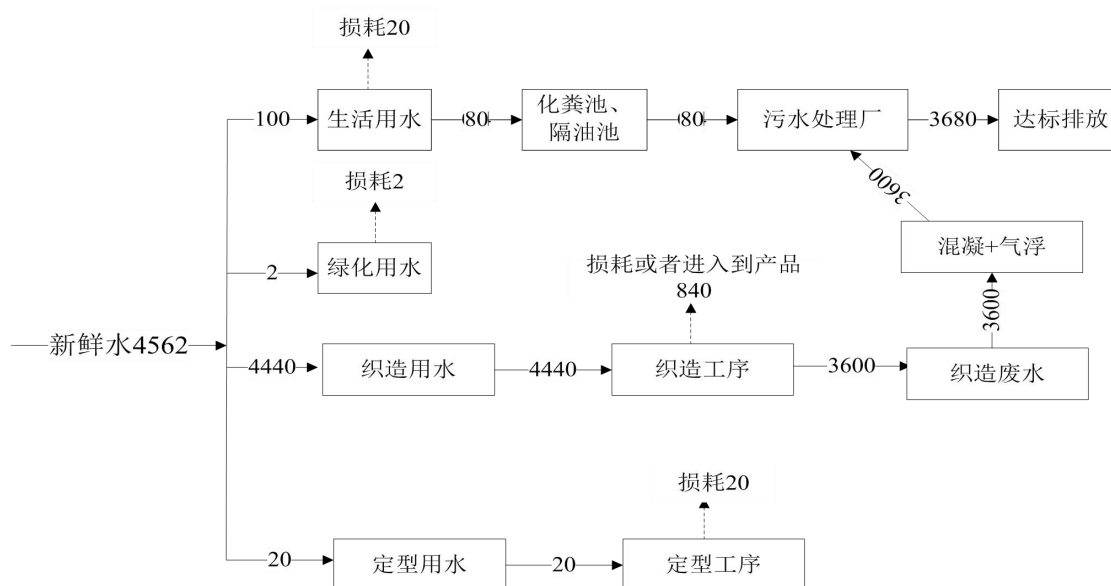 损耗20
100
生活用水
80
化粪池、
隔油池
80
污水处理厂
3680
达标排放
损耗2
3600
2
绿化用水
混凝+气浮
损耗或者进入到产品
840
3600
新鲜水4562
4440
织造用水
4440
织造工序
3600
织造废水
损耗20
20
定型用水
20
定型工序